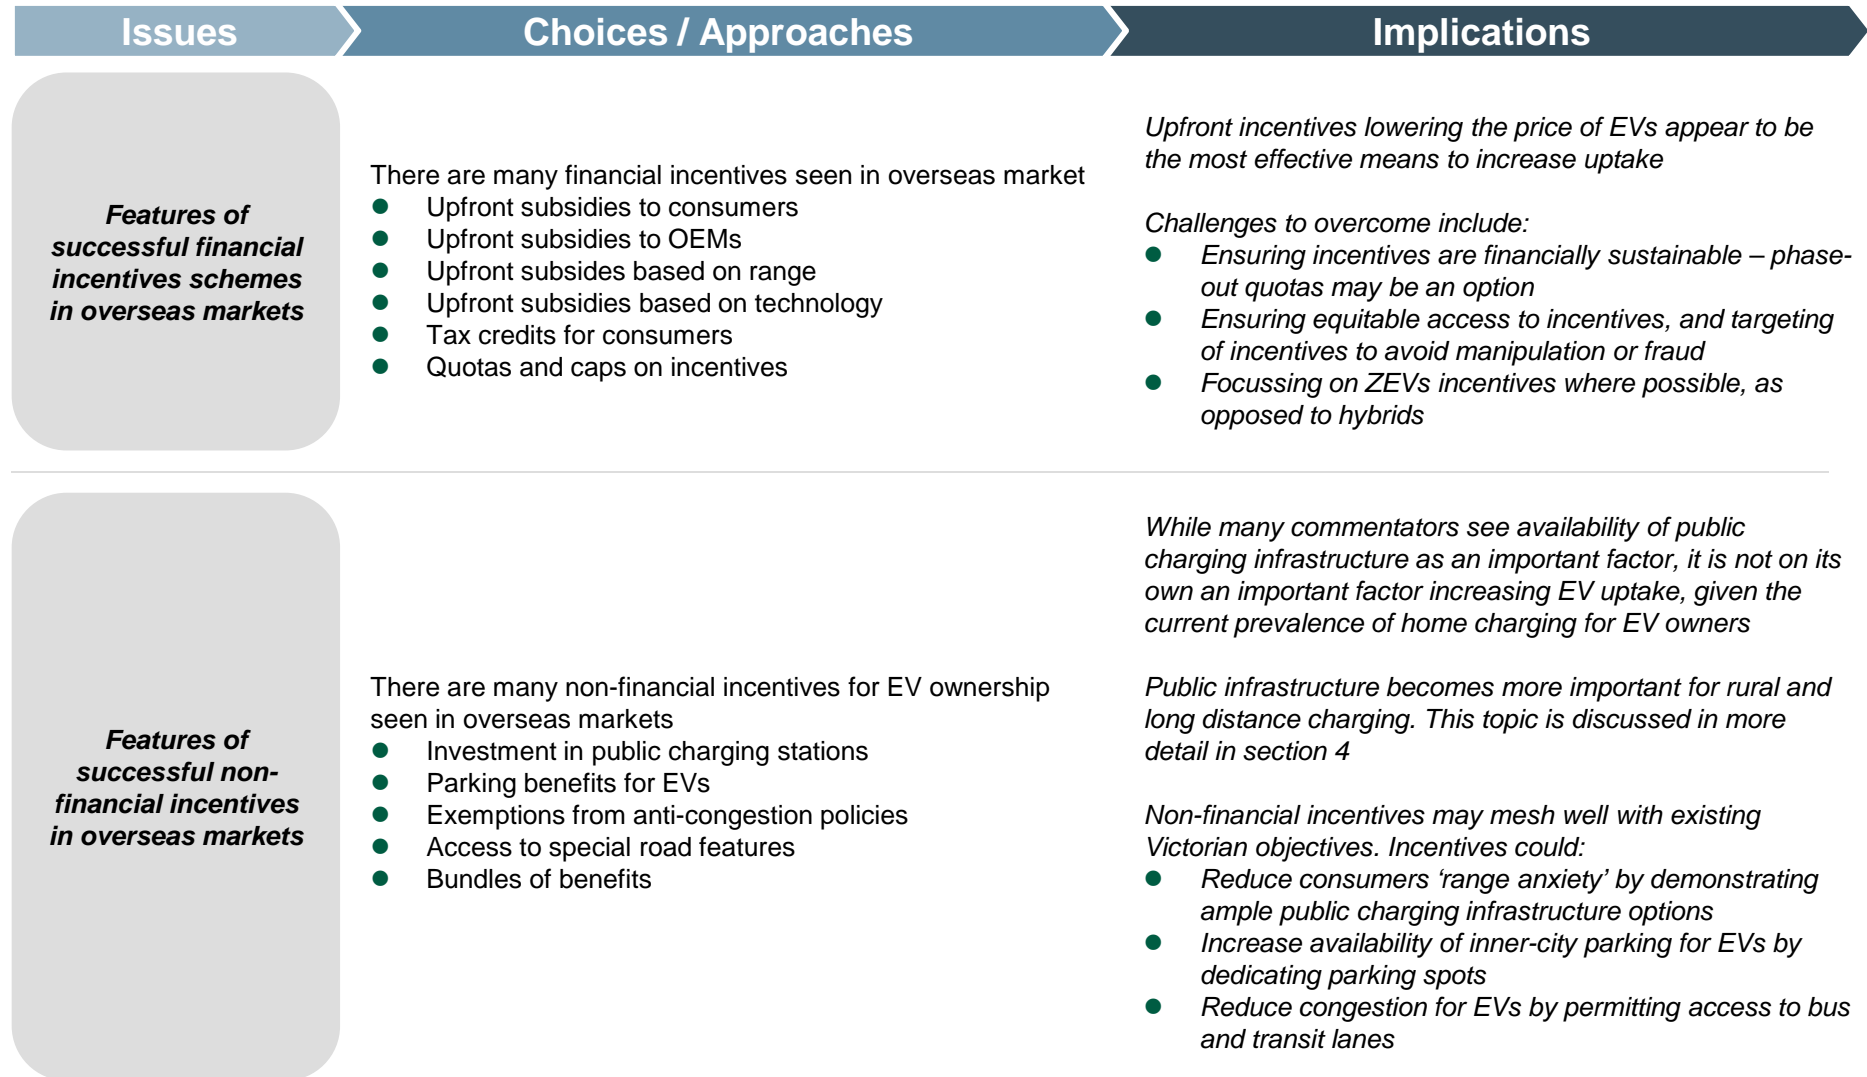 Issues
Choices / Approaches
Implications
Features of
successful financial
incentives schemes
in overseas markets
There are many financial incentives seen in overseas market
● Upfront subsidies to consumers
● Upfront subsidies to OEMs
● Upfront subsides based on range
● Upfront subsidies based on technology
● Tax credits for consumers
● Quotas and caps on incentives
Upfront incentives lowering the price of EVs appear to be
the most effective means to increase uptake
Challenges to overcome include:
● Ensuring incentives are financially sustainable – phase-
out quotas may be an option
● Ensuring equitable access to incentives, and targeting
of incentives to avoid manipulation or fraud
● Focussing on ZEVs incentives where possible, as
opposed to hybrids
Features of
successful non-
financial incentives
in overseas markets
There are many non-financial incentives for EV ownership
seen in overseas markets
● Investment in public charging stations
● Parking benefits for EVs
● Exemptions from anti-congestion policies
● Access to special road features
● Bundles of benefits
While many commentators see availability of public
charging infrastructure as an important factor, it is not on its
own an important factor increasing EV uptake, given the
current prevalence of home charging for EV owners
Public infrastructure becomes more important for rural and
long distance charging. This topic is discussed in more
detail in section 4
Non-financial incentives may mesh well with existing
Victorian objectives. Incentives could:
● Reduce consumers ‘range anxiety’ by demonstrating
ample public charging infrastructure options
● Increase availability of inner-city parking for EVs by
dedicating parking spots
● Reduce congestion for EVs by permitting access to bus
and transit lanes